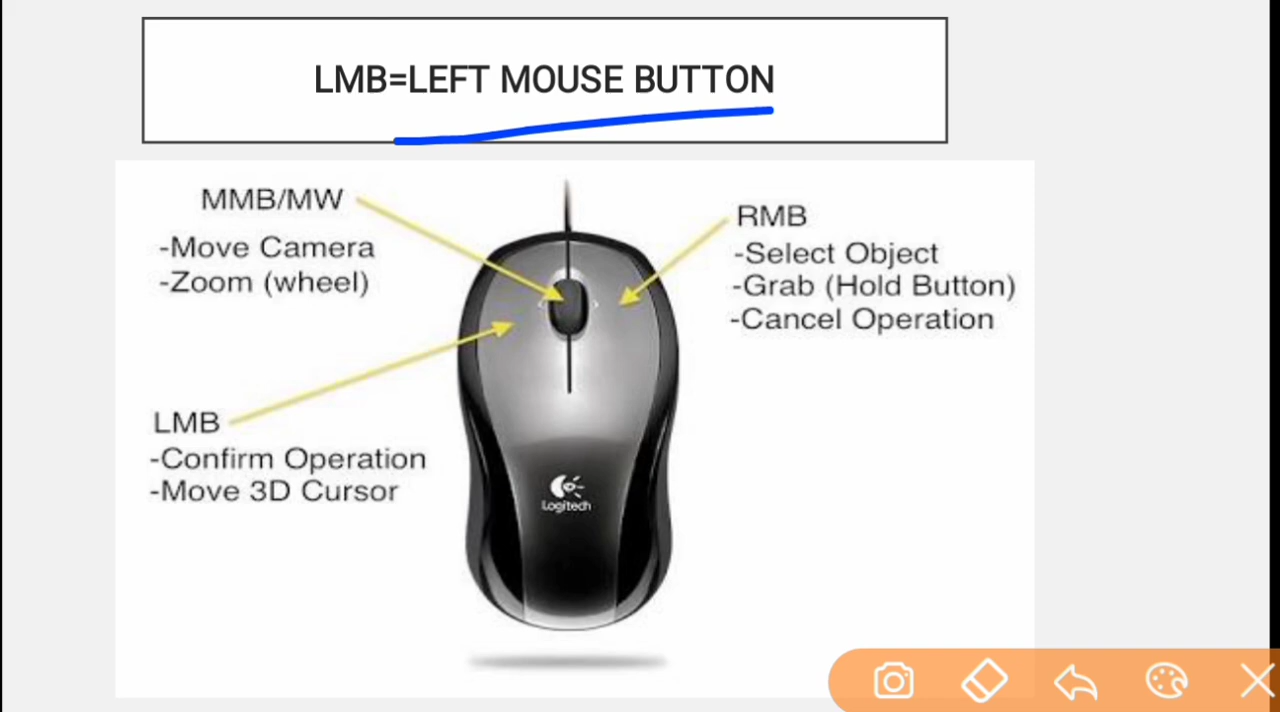 LMB=LEFT MOUSE BUTTON
MMB/MW
-Move Camera
-Zoom (wheel)
RMB
-Select Object
-Grab (Hold Button)
-Cancel Operation
LMB
-Confirm Operation
-Move 3D Cursor
Logitech